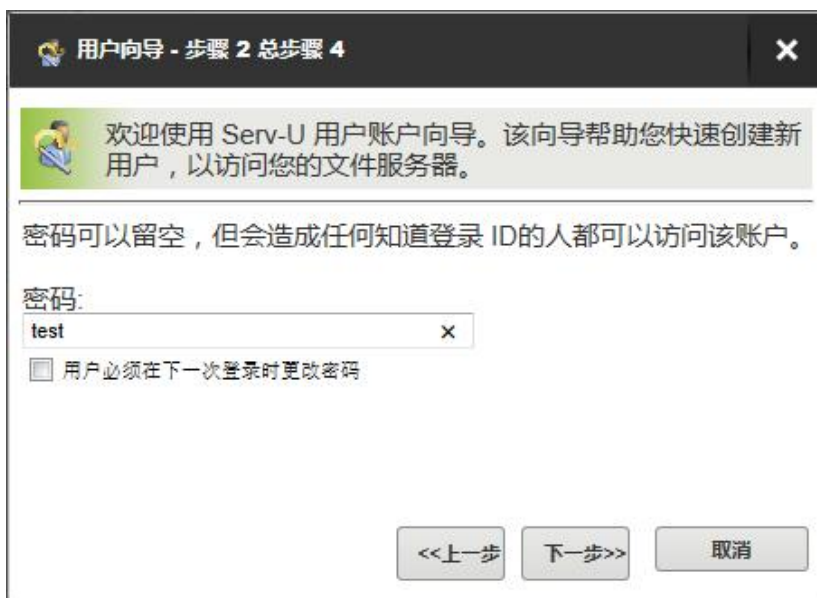 用户向导 - 步骤 2 总步骤 4
欢迎使用 Serv-U 用户账户向导。该向导帮助您快速创建新
用户，以访问您的文件服务器。
密码可以留空，但会造成任何知道登录 ID的人都可以访问该账户。
密码:
test
用户必须在下一次登录时更改密码
<<上一步 下一步>> 取消